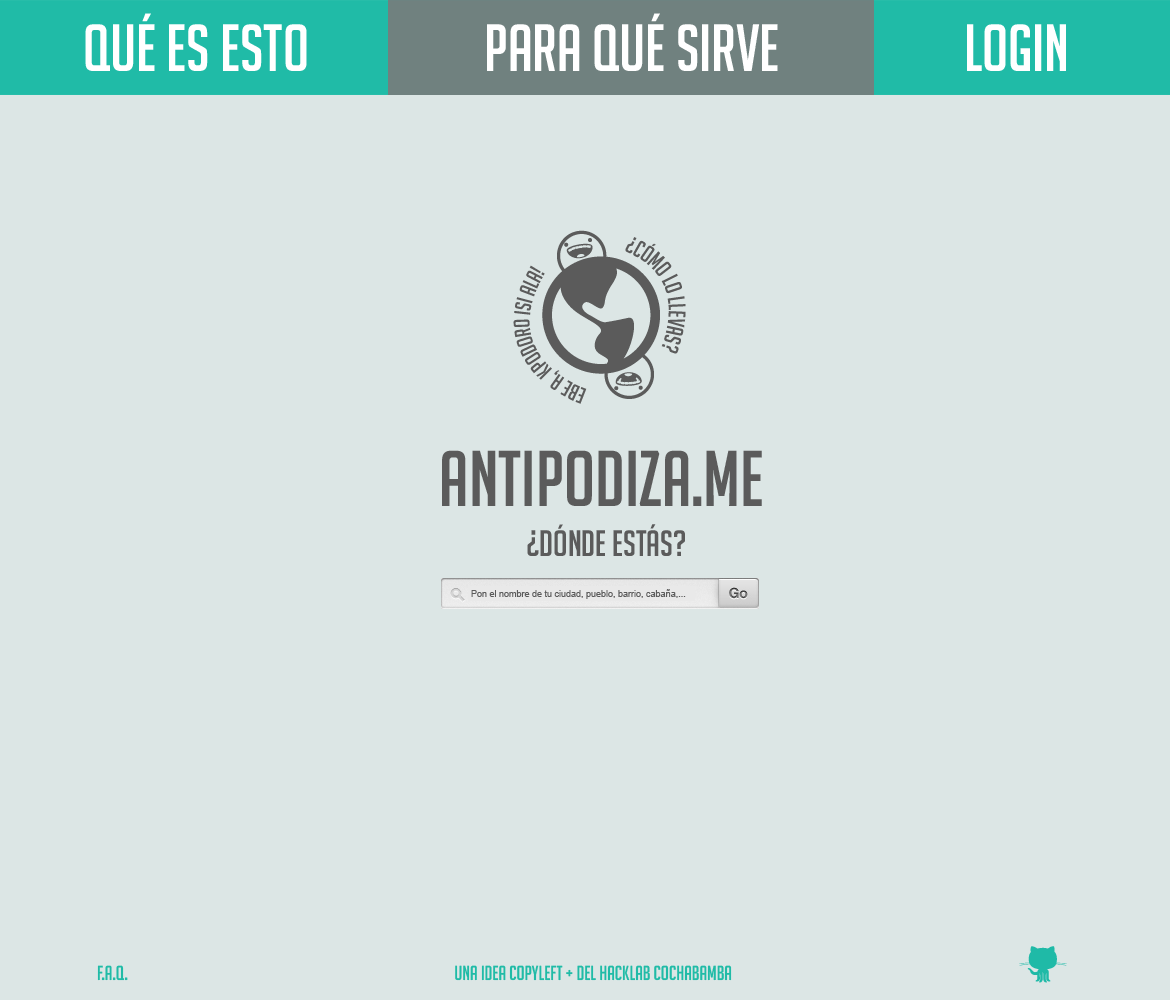 QUÉ ES ESTO
PARA QUÉ SIRVE
LOGIN
¿CÓMO LO LLEVAS?
EBE A, KPODORO ISI ALA!
ANTIPODIZA.ME
¿DÓNDE ESTÁS?
Pon el nombre de tu ciudad, pueblo, barrio, cabaña,...
Go
F.A.Q.
UNA IDEA COPYLEFT + DEL HACKLAB COCHABAMBA